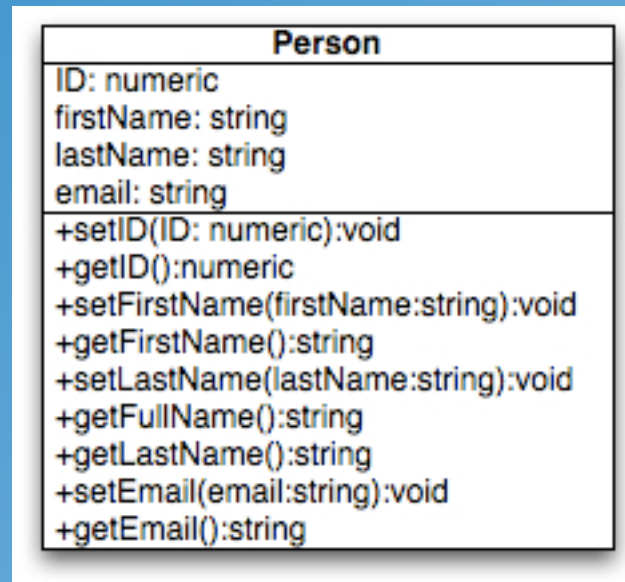 Person
ID: numeric
firstName: string
lastName: string
email: string
+setID(ID: numeric):void
+getID():numeric
+setFirstName(firstName:string):void
+getFirstName():string
+setLastName(lastName:string):void
+getFullName():string
+getLastName():string
+setEmail(email:string):void
+getEmail():string